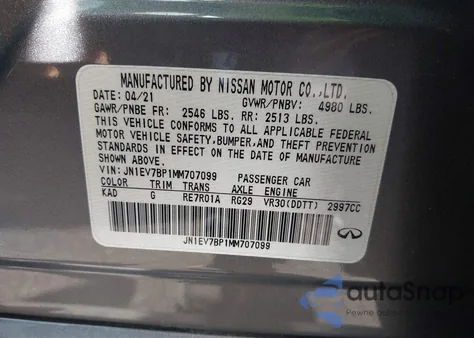 MANUFACTURED BY NISSAN MOTOR CO.,LTD.
DATE: 04/21 GVWR/PNBV: 4980 LBS.
GAWR/PNBE FR: 2546 LBS. RR: 2513 LBS.
THIS VEHICLE CONFORMS TO ALL APPLICABLE FEDERAL
MOTOR VEHICLE SAFETY,BUMPER,AND THEFT PREVENTION
STANDARDS IN EFFECT ON THE DATE OF MANUFACTURE
SHOWN ABOVE.
VIN: JN1EV7BP1MM707099 PASSENGER CAR
COLOR TRIM TRANS AXLE ENGINE
KAD G RE7R01A RG29 VR30(DDTT) 2997CC
JN1EV7BP1MM707099
autoSnap
Pewne auto